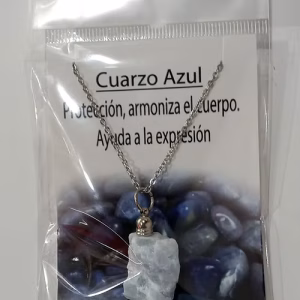 Cuarzo Azul
Protección, armoniza el cuerpo.
Ayuda a la expresión